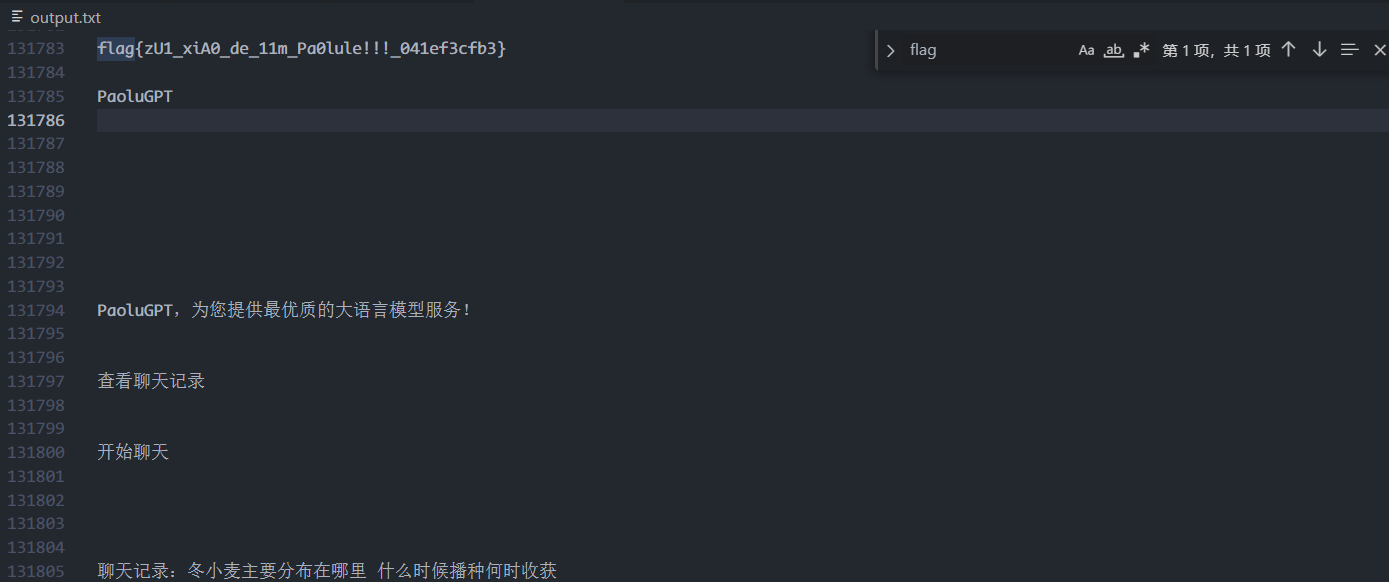 output.txt
flag
Aa ab 第 1 项，共 1 项
131783 flag{zU1_xiA0_de_11m_Pa0lule!!!_041ef3cfb3}
131784
131785 PaoluGPT
131786
131787
131788
131789
131790
131791
131792
131793
131794 PaoluGPT，为您提供最优质的大语言模型服务！
131795
131796
131797 查看聊天记录
131798
131799
131800 开始聊天
131801
131802
131803
131804
131805 聊天记录：冬小麦主要分布在哪里 什么时候播种何时收获